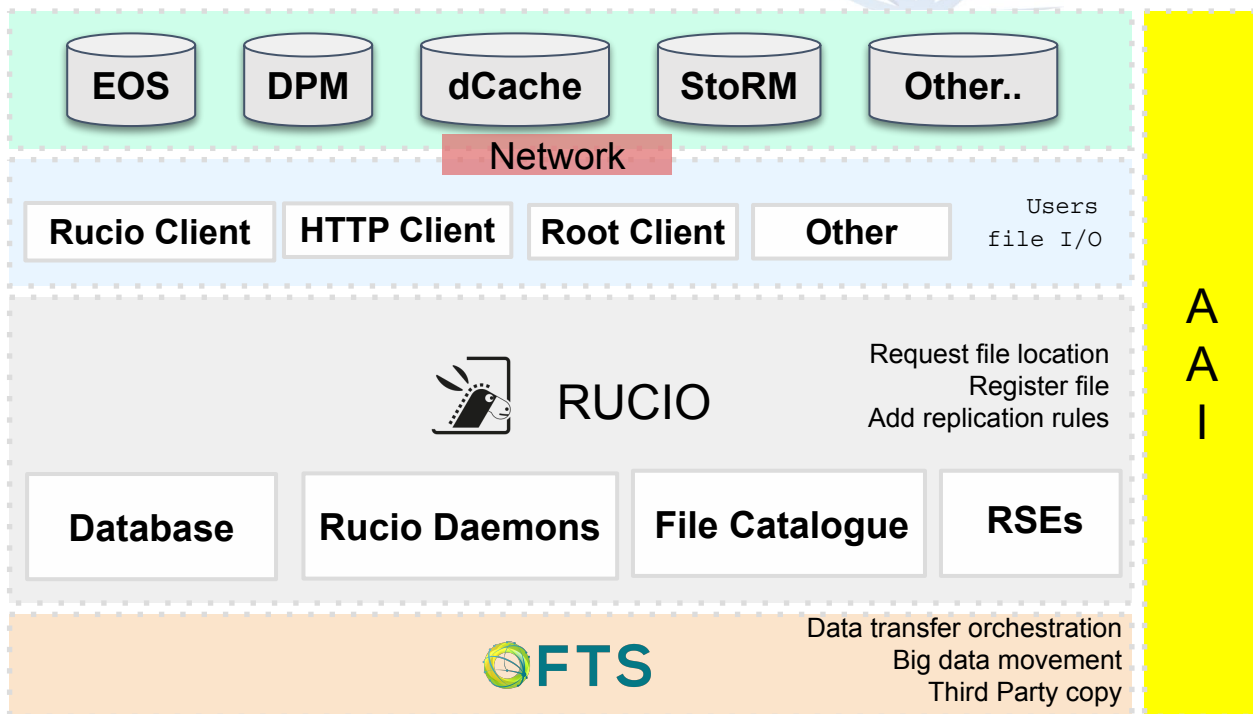 EOS
DPM
dCache
StoRM
Other..
Network
Rucio Client
HTTP Client
Root Client
Other
Users
file I/O
RUCIO
Request file location
Register file
Add replication rules
Database
Rucio Daemons
File Catalogue
RSEs
FTS
Data transfer orchestration
Big data movement
Third Party copy
A
A
I